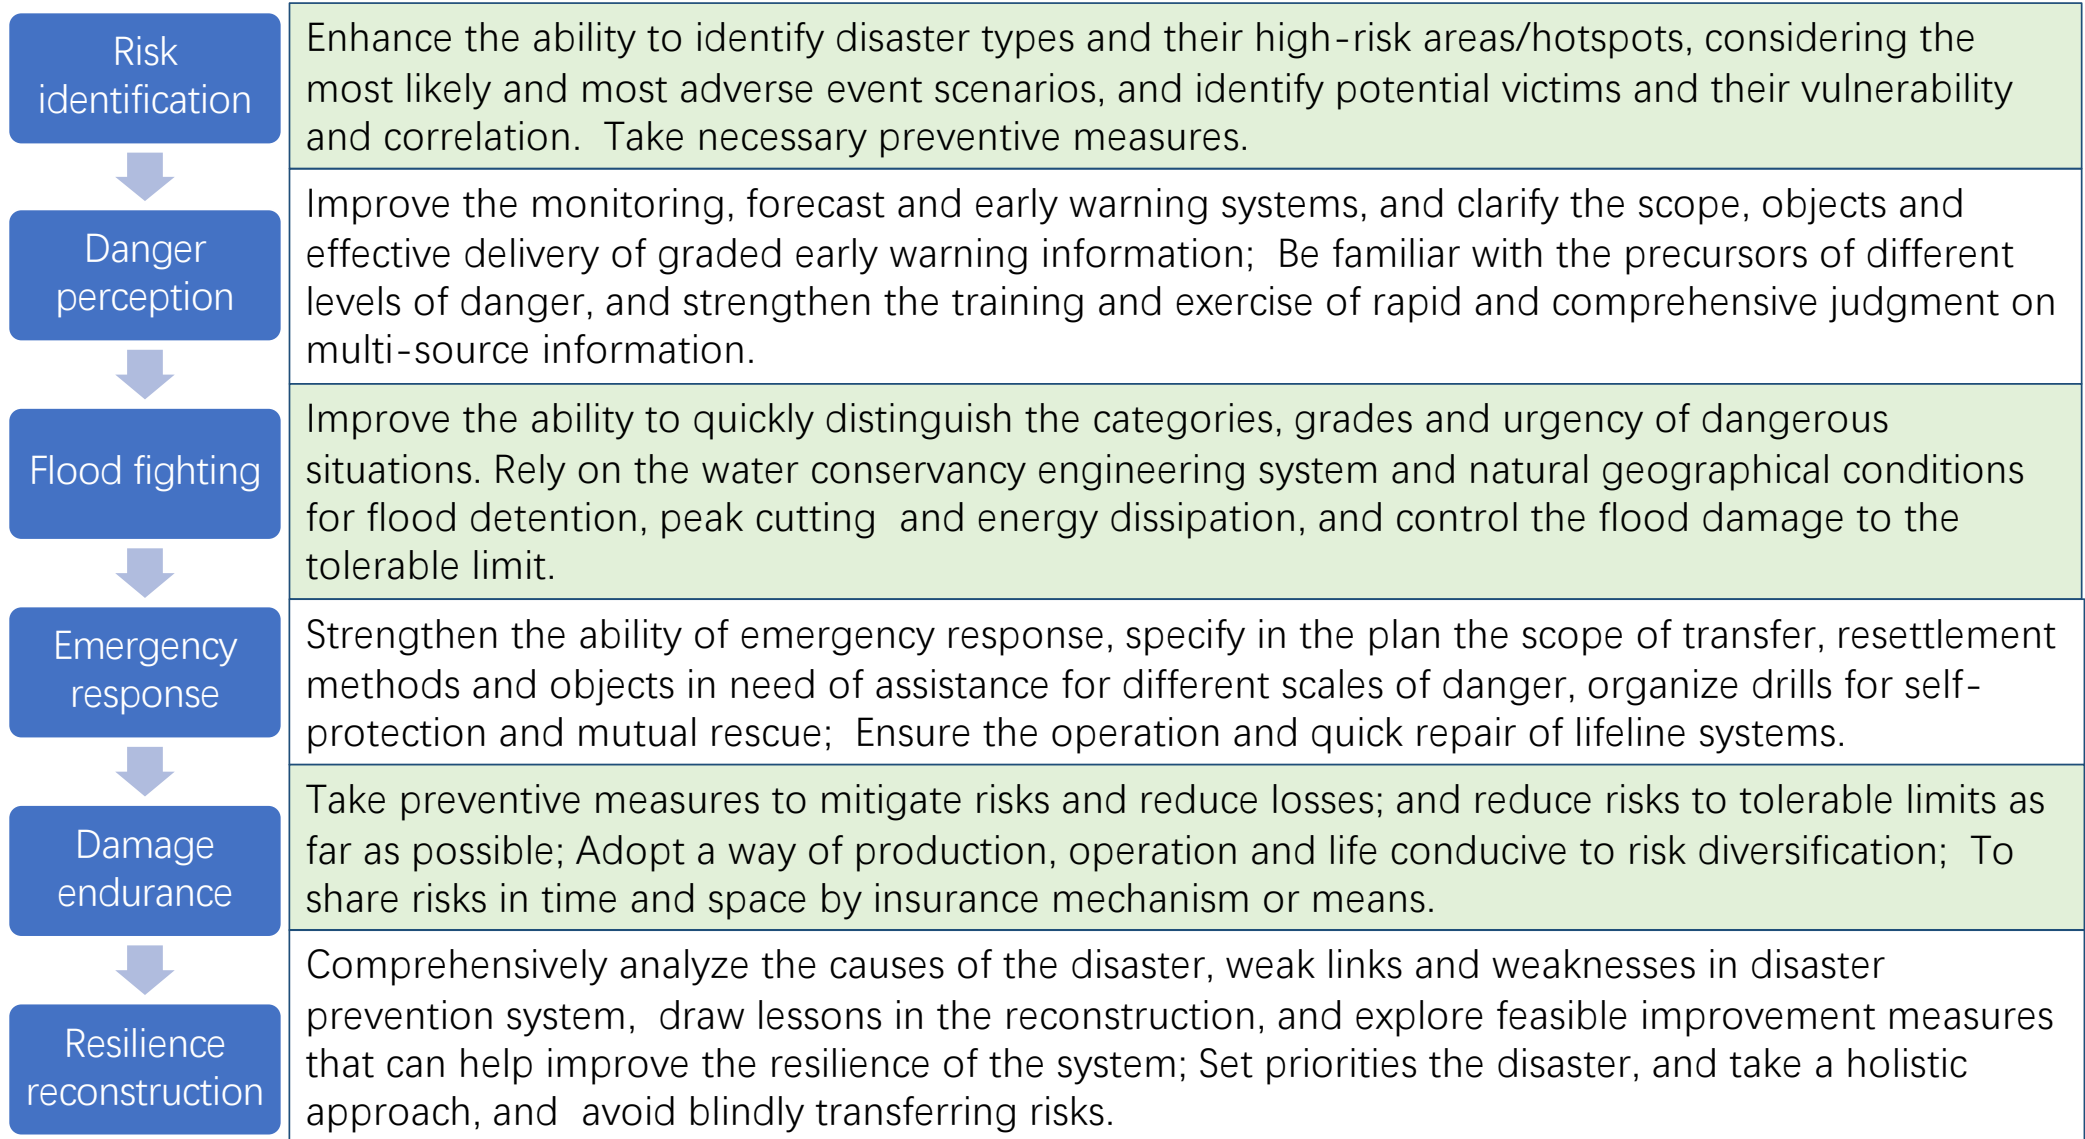 Risk
identification
Enhance the ability to identify disaster types and their high-risk areas/hotspots, considering the
most likely and most adverse event scenarios, and identify potential victims and their vulnerability
and correlation.  Take necessary preventive measures.
Danger
perception
Improve the monitoring, forecast and early warning systems, and clarify the scope, objects and
effective delivery of graded early warning information;  Be familiar with the precursors of different
levels of danger, and strengthen the training and exercise of rapid and comprehensive judgment on
multi-source information.
Flood fighting
Improve the ability to quickly distinguish the categories, grades and urgency of dangerous
situations. Rely on the water conservancy engineering system and natural geographical conditions
for flood detention, peak cutting  and energy dissipation, and control the flood damage to the
tolerable limit.
Emergency
response
Strengthen the ability of emergency response, specify in the plan the scope of transfer, resettlement
methods and objects in need of assistance for different scales of danger, organize drills for self-
protection and mutual rescue;  Ensure the operation and quick repair of lifeline systems.
Damage
endurance
Take preventive measures to mitigate risks and reduce losses; and reduce risks to tolerable limits as
far as possible; Adopt a way of production, operation and life conducive to risk diversification;  To
share risks in time and space by insurance mechanism or means.
Resilience
reconstruction
Comprehensively analyze the causes of the disaster, weak links and weaknesses in disaster
prevention system,  draw lessons in the reconstruction, and explore feasible improvement measures
that can help improve the resilience of the system; Set priorities the disaster, and take a holistic
approach, and  avoid blindly transferring risks.